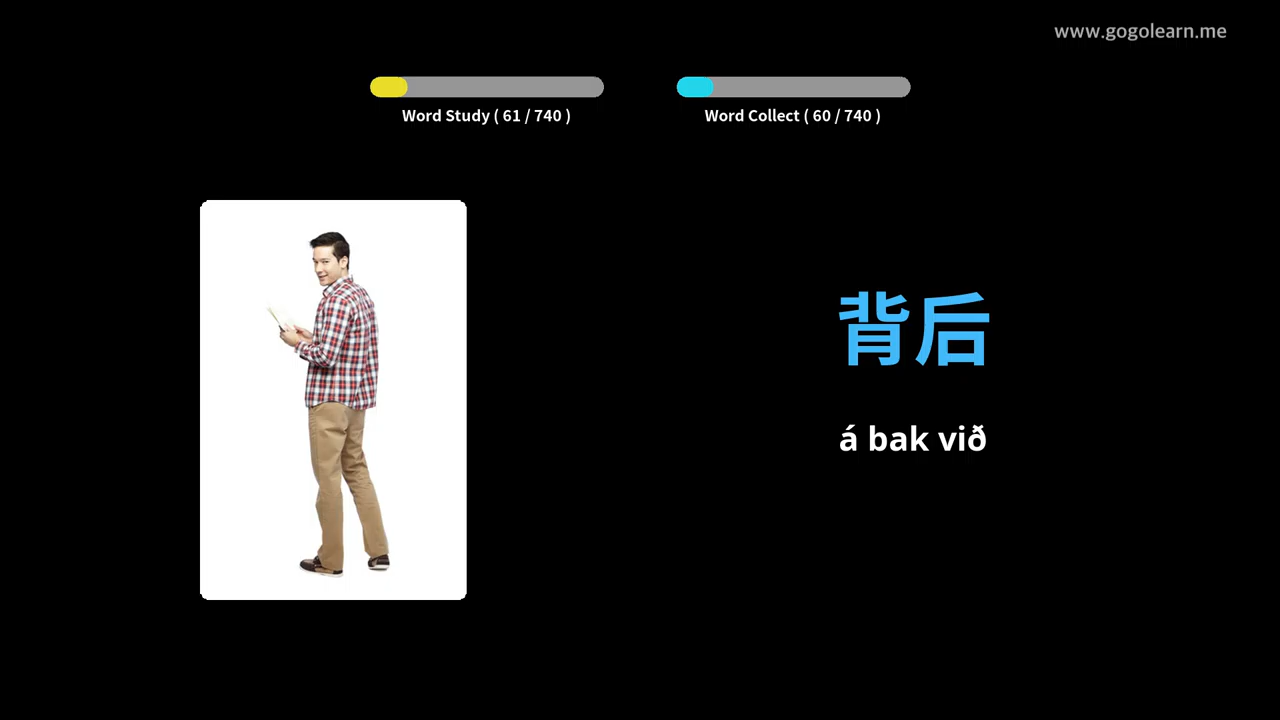 www.gogolearn.me
Word Study ( 61 / 740 )
Word Collect ( 60 / 740 )
背后
á bak við